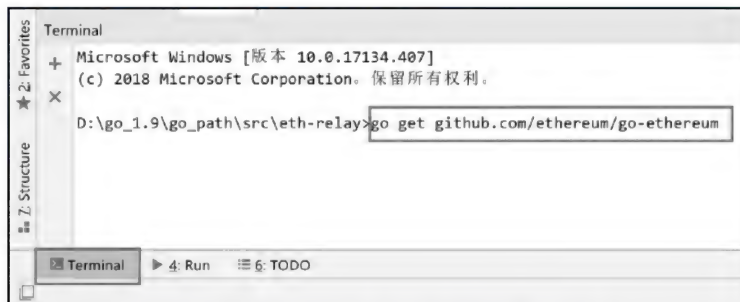 Terminal
2: Favorites
Microsoft Windows [版本 10.0.17134.407]
(c) 2018 Microsoft Corporation。保留所有权利。
D:\go_1.9\go_path\src\eth-relay>go get github.com/ethereum/go-ethereum
Z: Structure
Terminal 4: Run 6: TODO